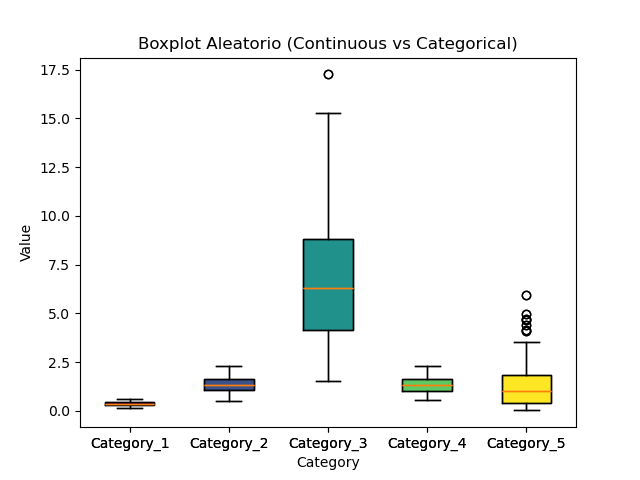 Boxplot Aleatorio (Continuous vs Categorical)
17.5
15.0
12.5
10.0
7.5
5.0
2.5
0.0
Value
Category_1 Category_2 Category_3 Category_4 Category_5
Category